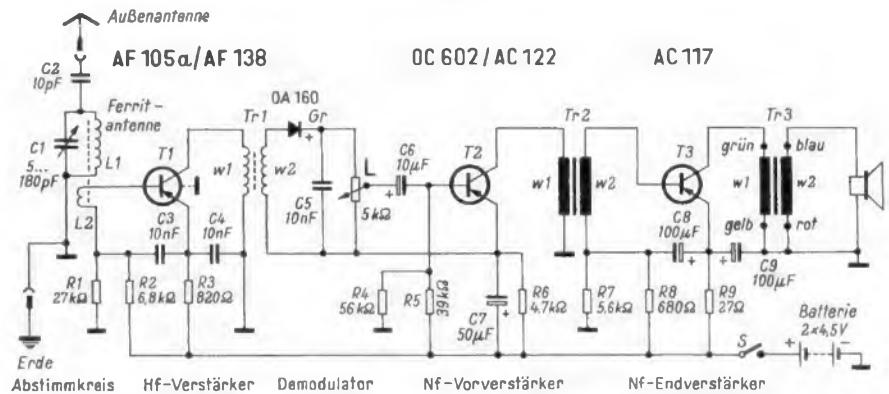 Außenantenne
AF 105a/AF 138
OC 602/AC 122
AC 117
C2
10pF
Ferrit-
antenne
C1
5...
180pF
L1
L2
T1
C3
10nF
C4
10nF
Tr1
w1
w2
OA 160
Gr
C5
10nF
L
5kΩ
C6
10µF
T2
Tr2
w1
w2
T3
C8
100µF
Tr3
grün
blau
w1
w2
gelb
rot
C9
100µF
R1
27kΩ
R2
6,8kΩ
R3
820Ω
R4
56kΩ
R5
39kΩ
C7
50µF
R6
4,7kΩ
R7
5,6kΩ
R8
680Ω
R9
27Ω
Batterie
2x4,5V
S
+
-
Erde
Abstimmkreis
Hf-Verstärker
Demodulator
Nf-Vorverstärker
Nf-Endverstärker